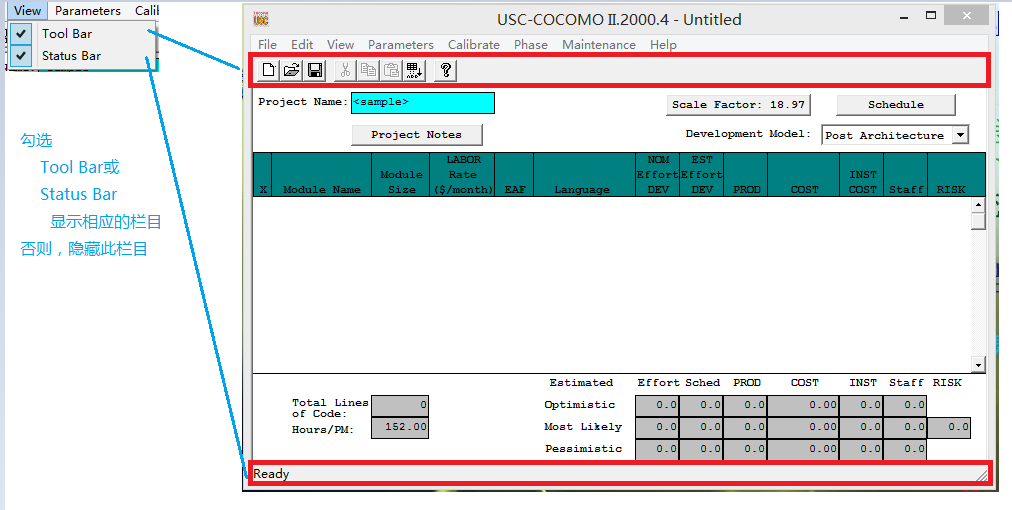 View Parameters Calib
Tool Bar
Status Bar
勾选
Tool Bar或
Status Bar
显示相应的栏目
否则，隐藏此栏目
USC-COCOMO II.2000.4 - Untitled
File Edit View Parameters Calibrate Phase Maintenance Help
Project Name: <sample>
Scale Factor: 18.97
Schedule
Project Notes
Development Model: Post Architecture
X
Module Name
Module Size
LABOR Rate ($/month)
EAF
Language
NOM Effort DEV
EST Effort DEV
PROD
COST
INST COST
Staff
RISK
Estimated Effort Sched PROD COST INST Staff RISK
Total Lines of Code: 0
Hours/PM: 152.00
Optimistic 0.0 0.0 0.0 0.00 0.0 0.0
Most Likely 0.0 0.0 0.0 0.00 0.0 0.0 0.0
Pessimistic 0.0 0.0 0.0 0.00 0.0 0.0
Ready